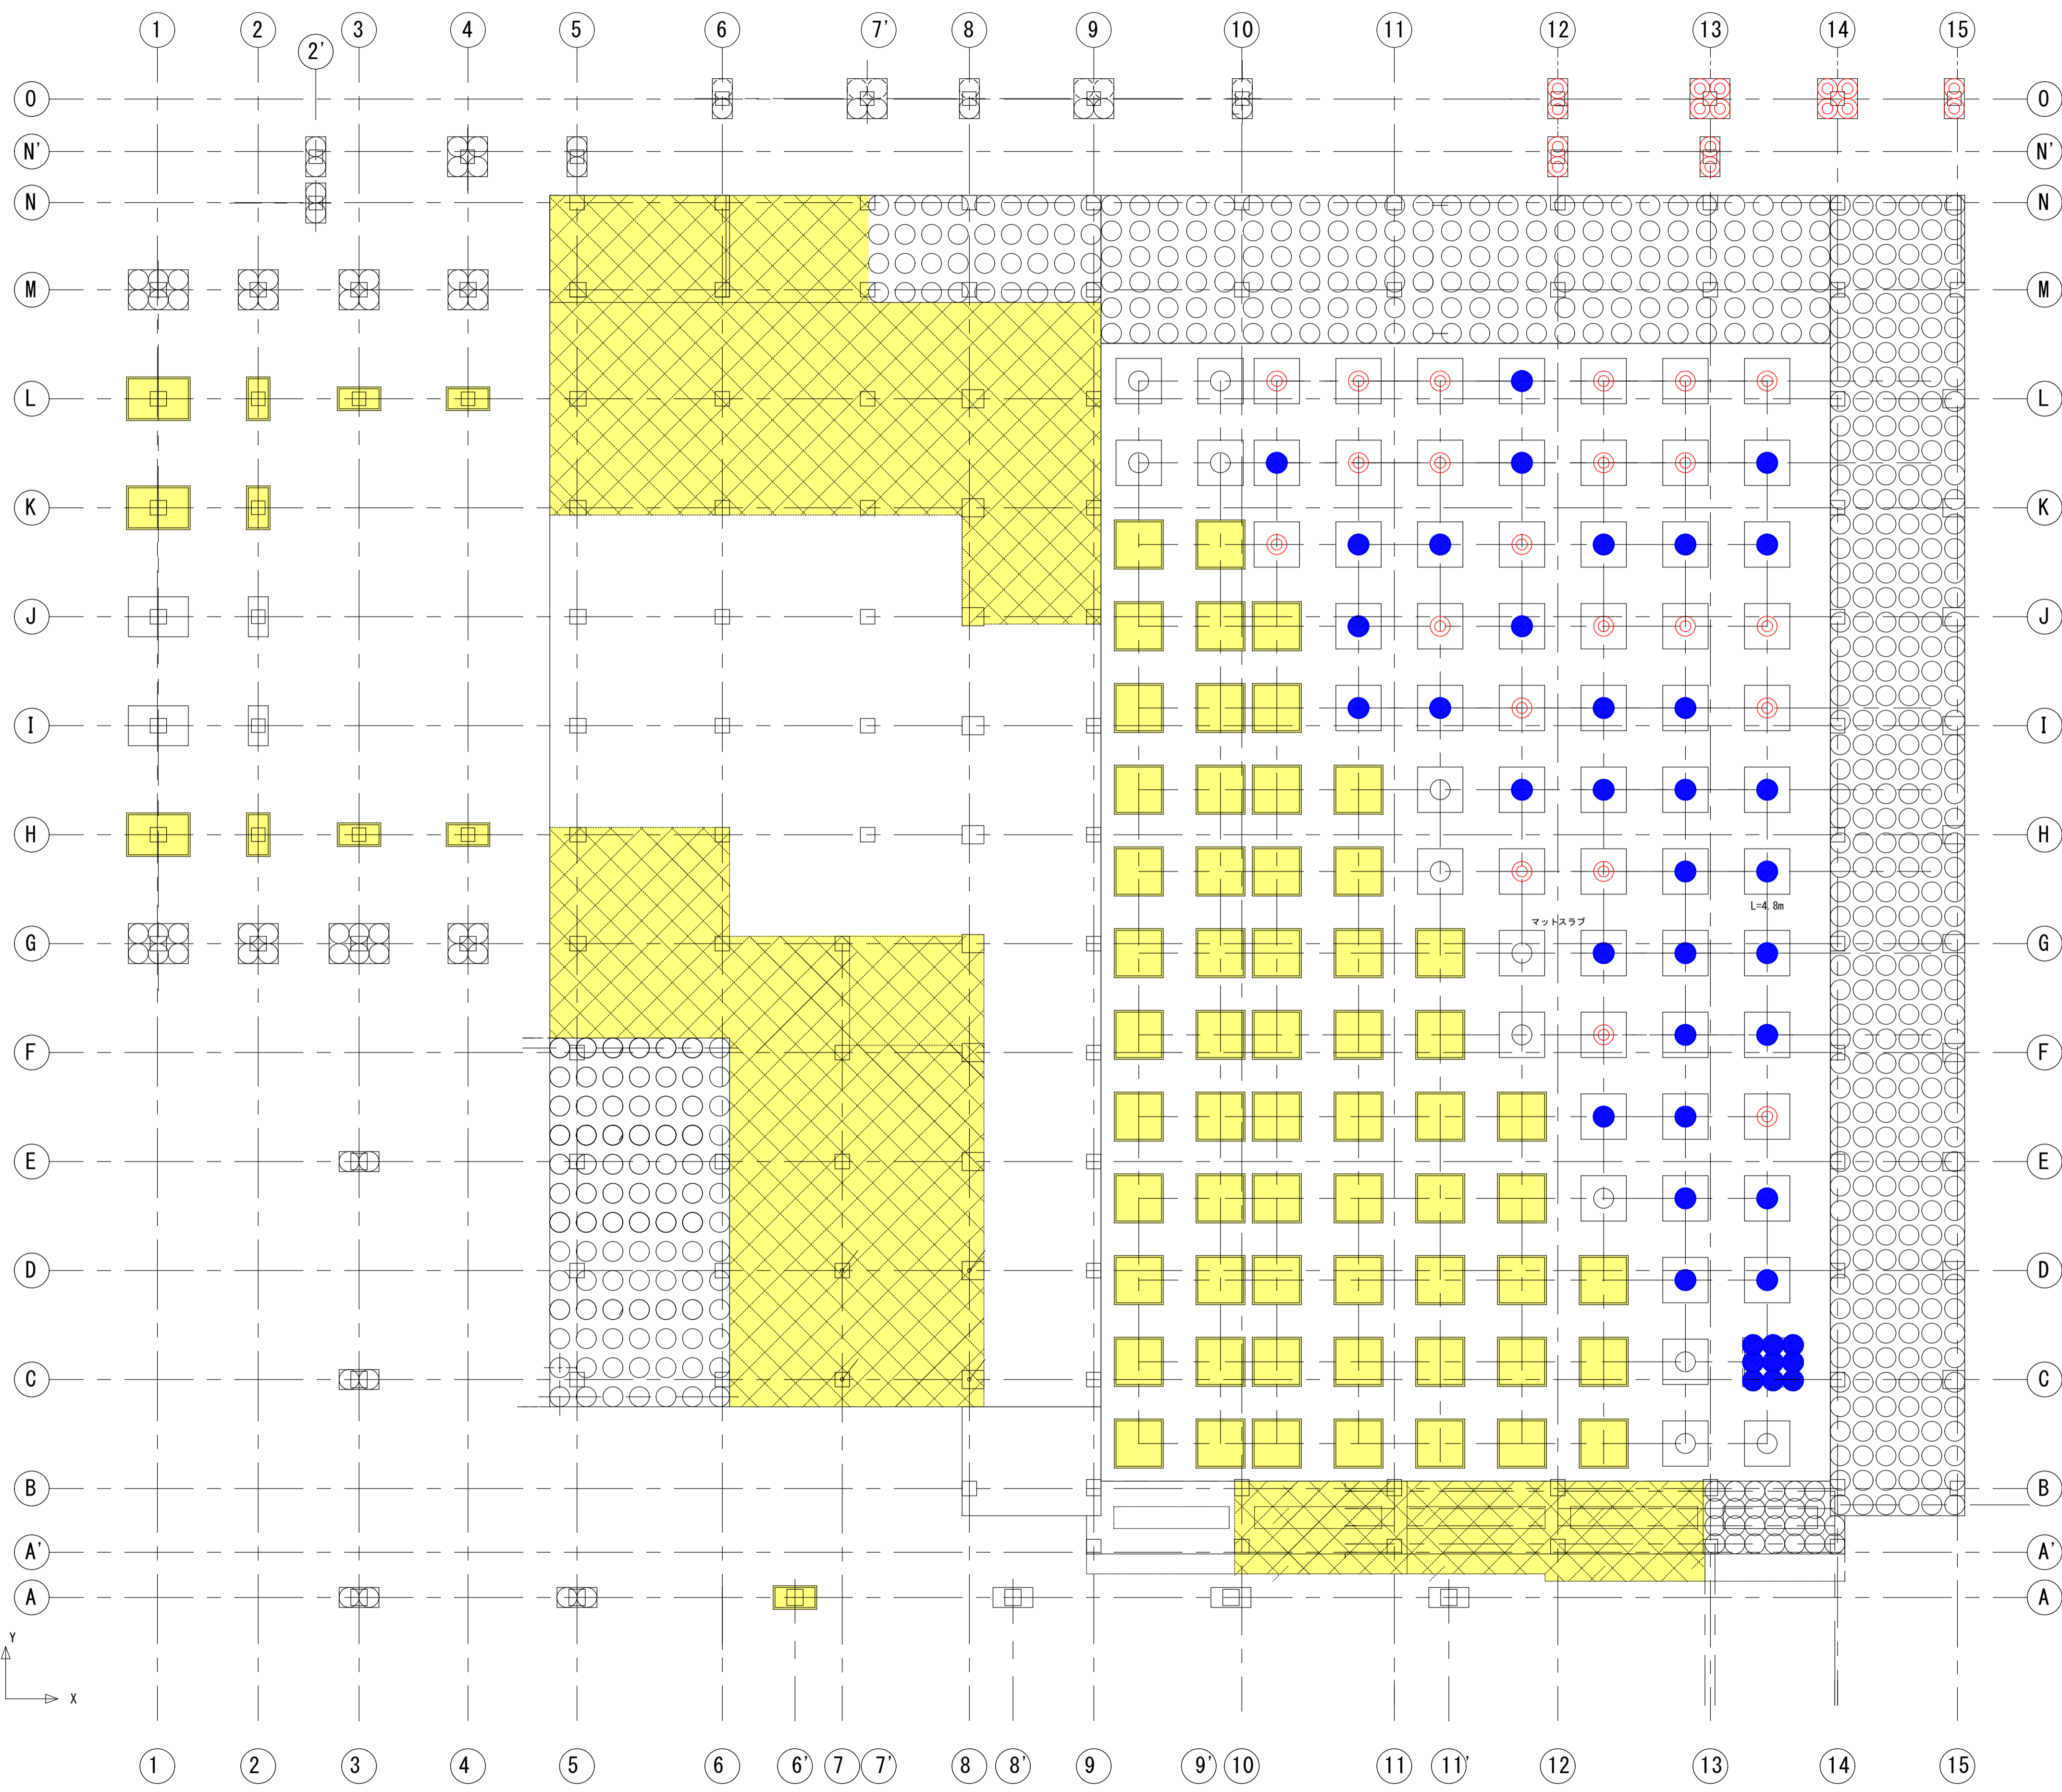 1 2 3 4 5 6 7' 8 9 10 11 12 13 14 15
2'
O O
N' N'
N N
M M
L L
K K
J J
I I
H H
L=4.8m
マットスラブ
G G
F F
E E
D D
C C
B B
A' A'
A A
Y
X
1 2 3 4 5 6 6' 7 7' 8 8' 9 9' 10 11 11' 12 13 14 15